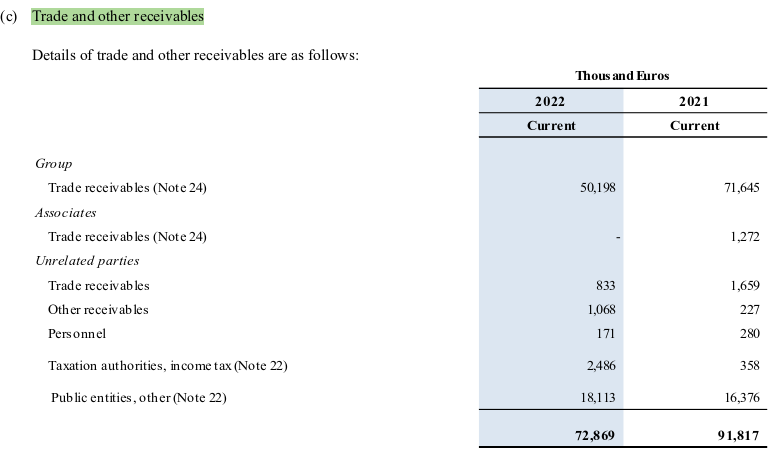 (c) Trade and other receivables
Details of trade and other receivables are as follows:
Thousand Euros
2022 2021
Current Current
Group
Trade receivables (Note 24) 50,198 71,645
Associates
Trade receivables (Note 24) - 1,272
Unrelated parties
Trade receivables 833 1,659
Other receivables 1,068 227
Personnel 171 280
Taxation authorities, income tax (Note 22) 2,486 358
Public entities, other (Note 22) 18,113 16,376
72,869 91,817